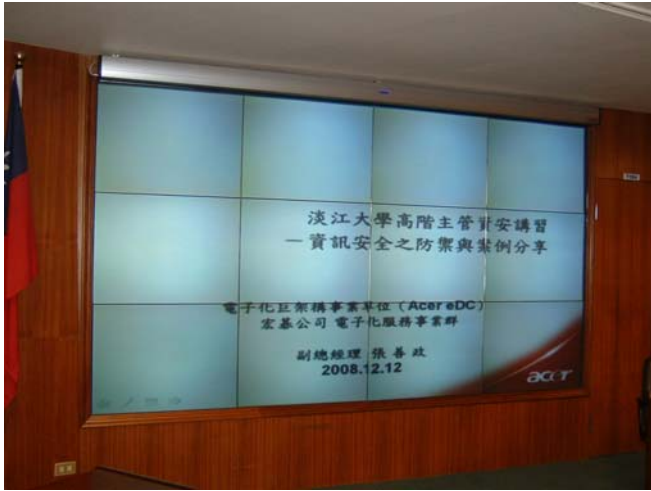 淡江大學高階主管資安講習
－資訊安全之防禦與案例分享
電子化巨架構事業單位（Acer eDC）
宏碁公司 電子化服務事業群
副總經理 張善政
2008.12.12
acer